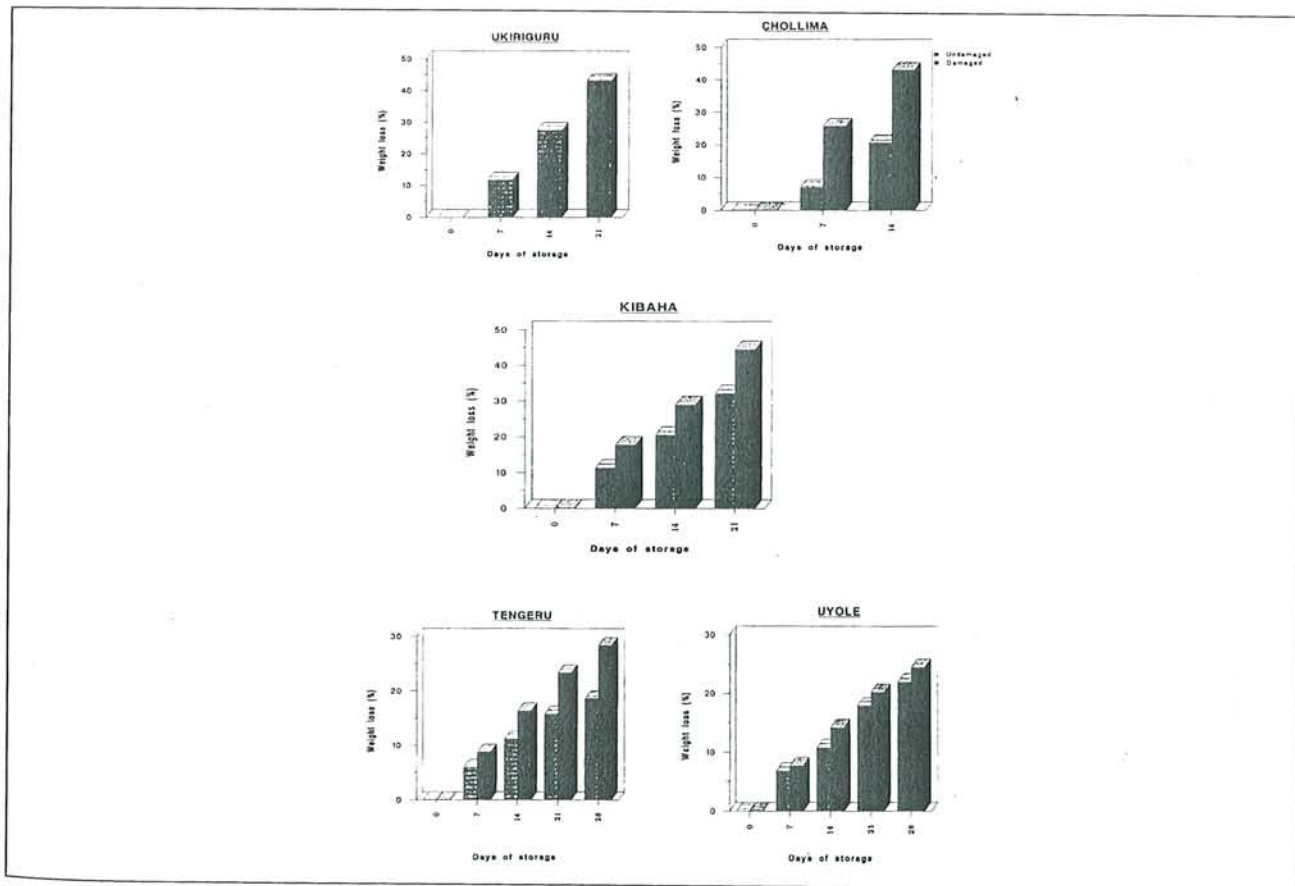 UKIRIGURU
50
40
30
20
10
0
Weight loss (%)
0 7 14 21
Days of storage
CHOLLIMA
50
40
30
20
10
0
Weight loss (%)
0 7 14
Days of storage
Undamaged
Damaged
KIBAHA
50
40
30
20
10
0
Weight loss (%)
0 7 14 21
Days of storage
TENGERU
30
20
10
0
Weight loss (%)
0 7 14 21 28
Days of storage
UYOLE
30
20
10
0
Weight loss (%)
0 7 14 21 28
Days of storage